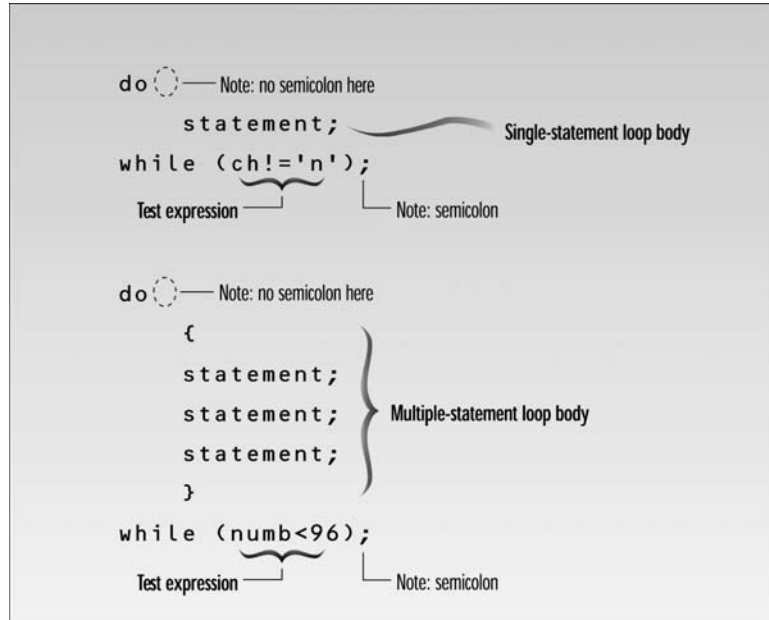 do Note: no semicolon here
statement; Single-statement loop body
while (ch!='n');
Test expression Note: semicolon
do Note: no semicolon here
{
statement;
statement; Multiple-statement loop body
statement;
}
while (numb<96);
Test expression Note: semicolon